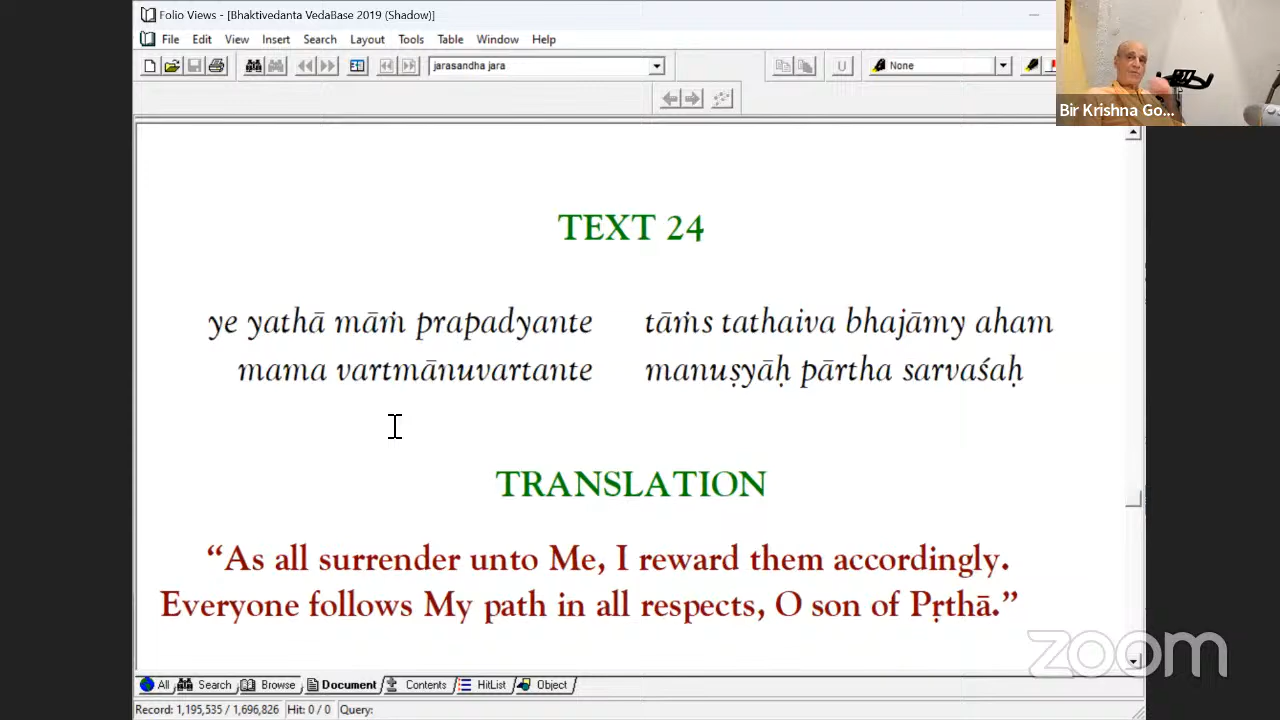 Folio Views - [Bhaktivedanta VedaBase 2019 (Shadow)]
File Edit View Insert Search Layout Tools Table Window Help
jarasandha jara
U
None
Bir Krishna Go...
TEXT 24
ye yathā māṁ prapadyante tāṁs tathaiva bhajāmy aham
mama vartmānuvartante manuṣyāḥ pārtha sarvaśaḥ
TRANSLATION
“As all surrender unto Me, I reward them accordingly.
Everyone follows My path in all respects, O son of Pṛthā.”
zoom
All Search Browse Document Contents HitList Object
Record: 1,195,535 / 1,696,826 Hit: 0 / 0 Query: